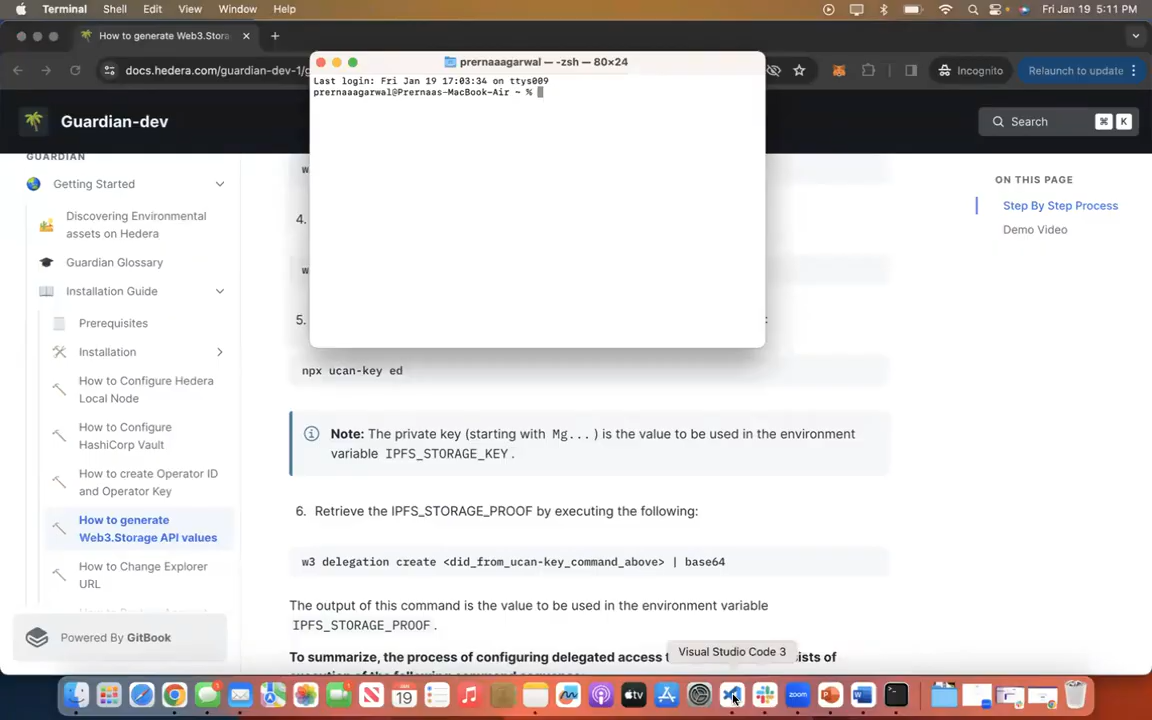 Terminal Shell Edit View Window Help Fri Jan 19 5:11 PM
How to generate Web3.Stora
docs.hedera.com/guardian-dev-1/g Incognito Relaunch to update
prernaaagarwal — -zsh — 80×24
Last login: Fri Jan 19 17:03:34 on ttys009
prernaaagarwal@Prernaas-MacBook-Air ~ %
Guardian-dev
Search ⌘ K
GUARDIAN
Getting Started
Discovering Environmental
assets on Hedera
Guardian Glossary
Installation Guide
Prerequisites
Installation
How to Configure Hedera
Local Node
How to Configure
HashiCorp Vault
How to create Operator ID
and Operator Key
How to generate
Web3.Storage API values
How to Change Explorer
URL
Powered By GitBook
4.
5. :
npx ucan-key ed
Note: The private key (starting with Mg...) is the value to be used in the environment
variable IPFS_STORAGE_KEY.
6. Retrieve the IPFS_STORAGE_PROOF by executing the following:
w3 delegation create <did_from_ucan-key_command_above> | base64
The output of this command is the value to be used in the environment variable
IPFS_STORAGE_PROOF.
To summarize, the process of configuring delegated access
ON THIS PAGE
Step By Step Process
Demo Video
Visual Studio Code 3
zoom
tv
19